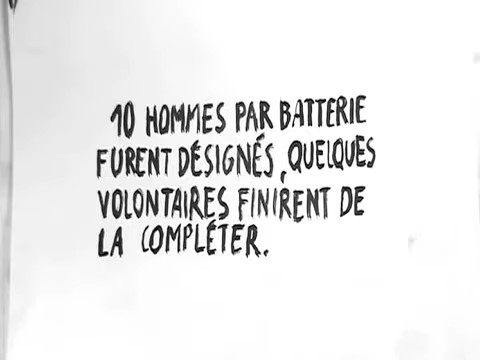 10 HOMMES PAR BATTERIE
FURENT DÉSIGNÉS, QUELQUES
VOLONTAIRES FINIRENT DE
LA COMPLÉTER.